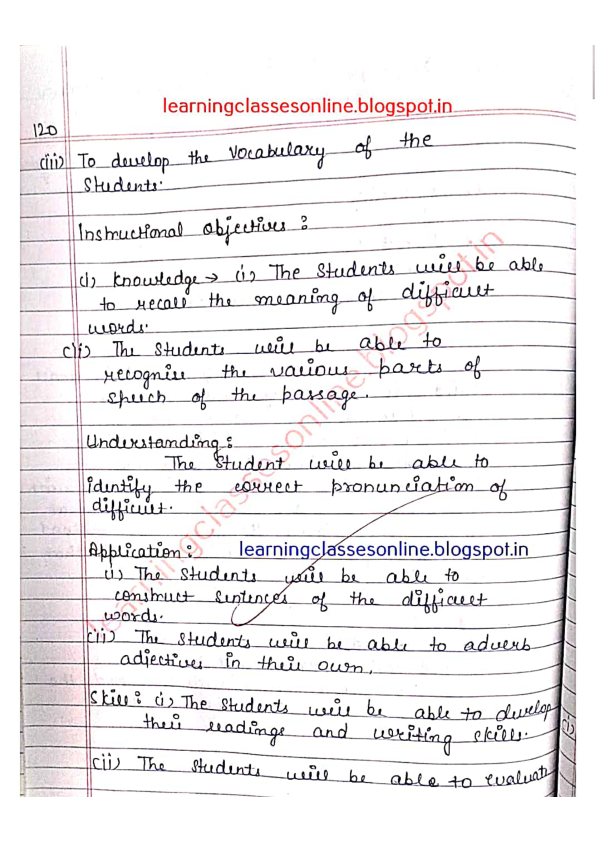 learningclassesonline.blogspot.in
120
(iii) To develop the vocabulary of the
Students.
Instructional objectives :
(i) Knowledge → (i) The Students will be able
to recall the meaning of difficult
words.
(ii) The Students will be able to
recognise the various parts of
speech of the passage.
Understanding :
The Student will be able to
identify the correct pronunciation of
difficult.
Application : learningclassesonline.blogspot.in
(i) The Students will be able to
construct Sentences of the difficult
words.
(ii) The Students will be able to adverb
adjectives in their own.
Skill : (i) The Students will be able to develop
their readings and writing skills.
(i)
(ii) The Students will be able to evaluate
learningclassesonline.blogspot.in